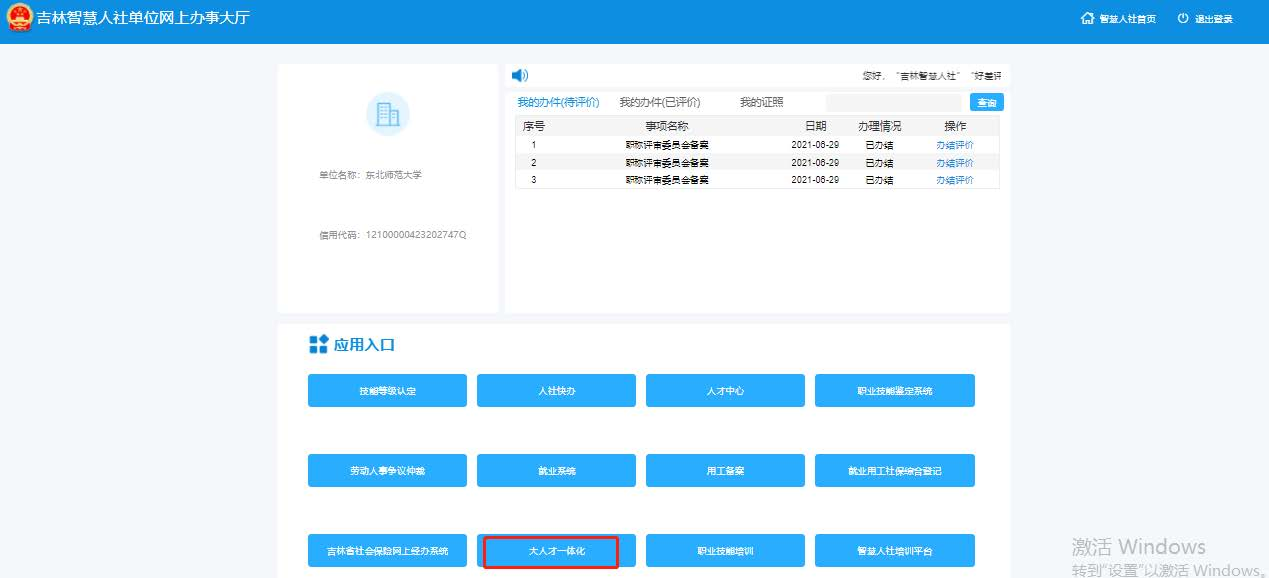 吉林智慧人社单位网上办事大厅
智慧人社首页 退出登录
您好， “吉林智慧人社” “好差评
我的办件(待评价) 我的办件(已评价) 我的证照 查询
序号 事项名称 日期 办理情况 操作
1 职称评审委员会备案 2021-06-29 已办结 办结评价
2 职称评审委员会备案 2021-06-29 已办结 办结评价
3 职称评审委员会备案 2021-06-29 已办结 办结评价
单位名称：东北师范大学
信用代码：12100000423202747Q
应用入口
技能等级认定 人社快办 人才中心 职业技能鉴定系统
劳动人事争议仲裁 就业系统 用工备案 就业用工社保综合登记
吉林省社会保险网上经办系统 大人才一体化 职业技能培训 智慧人社培训平台
激活 Windows
转到“设置”以激活 Windows。